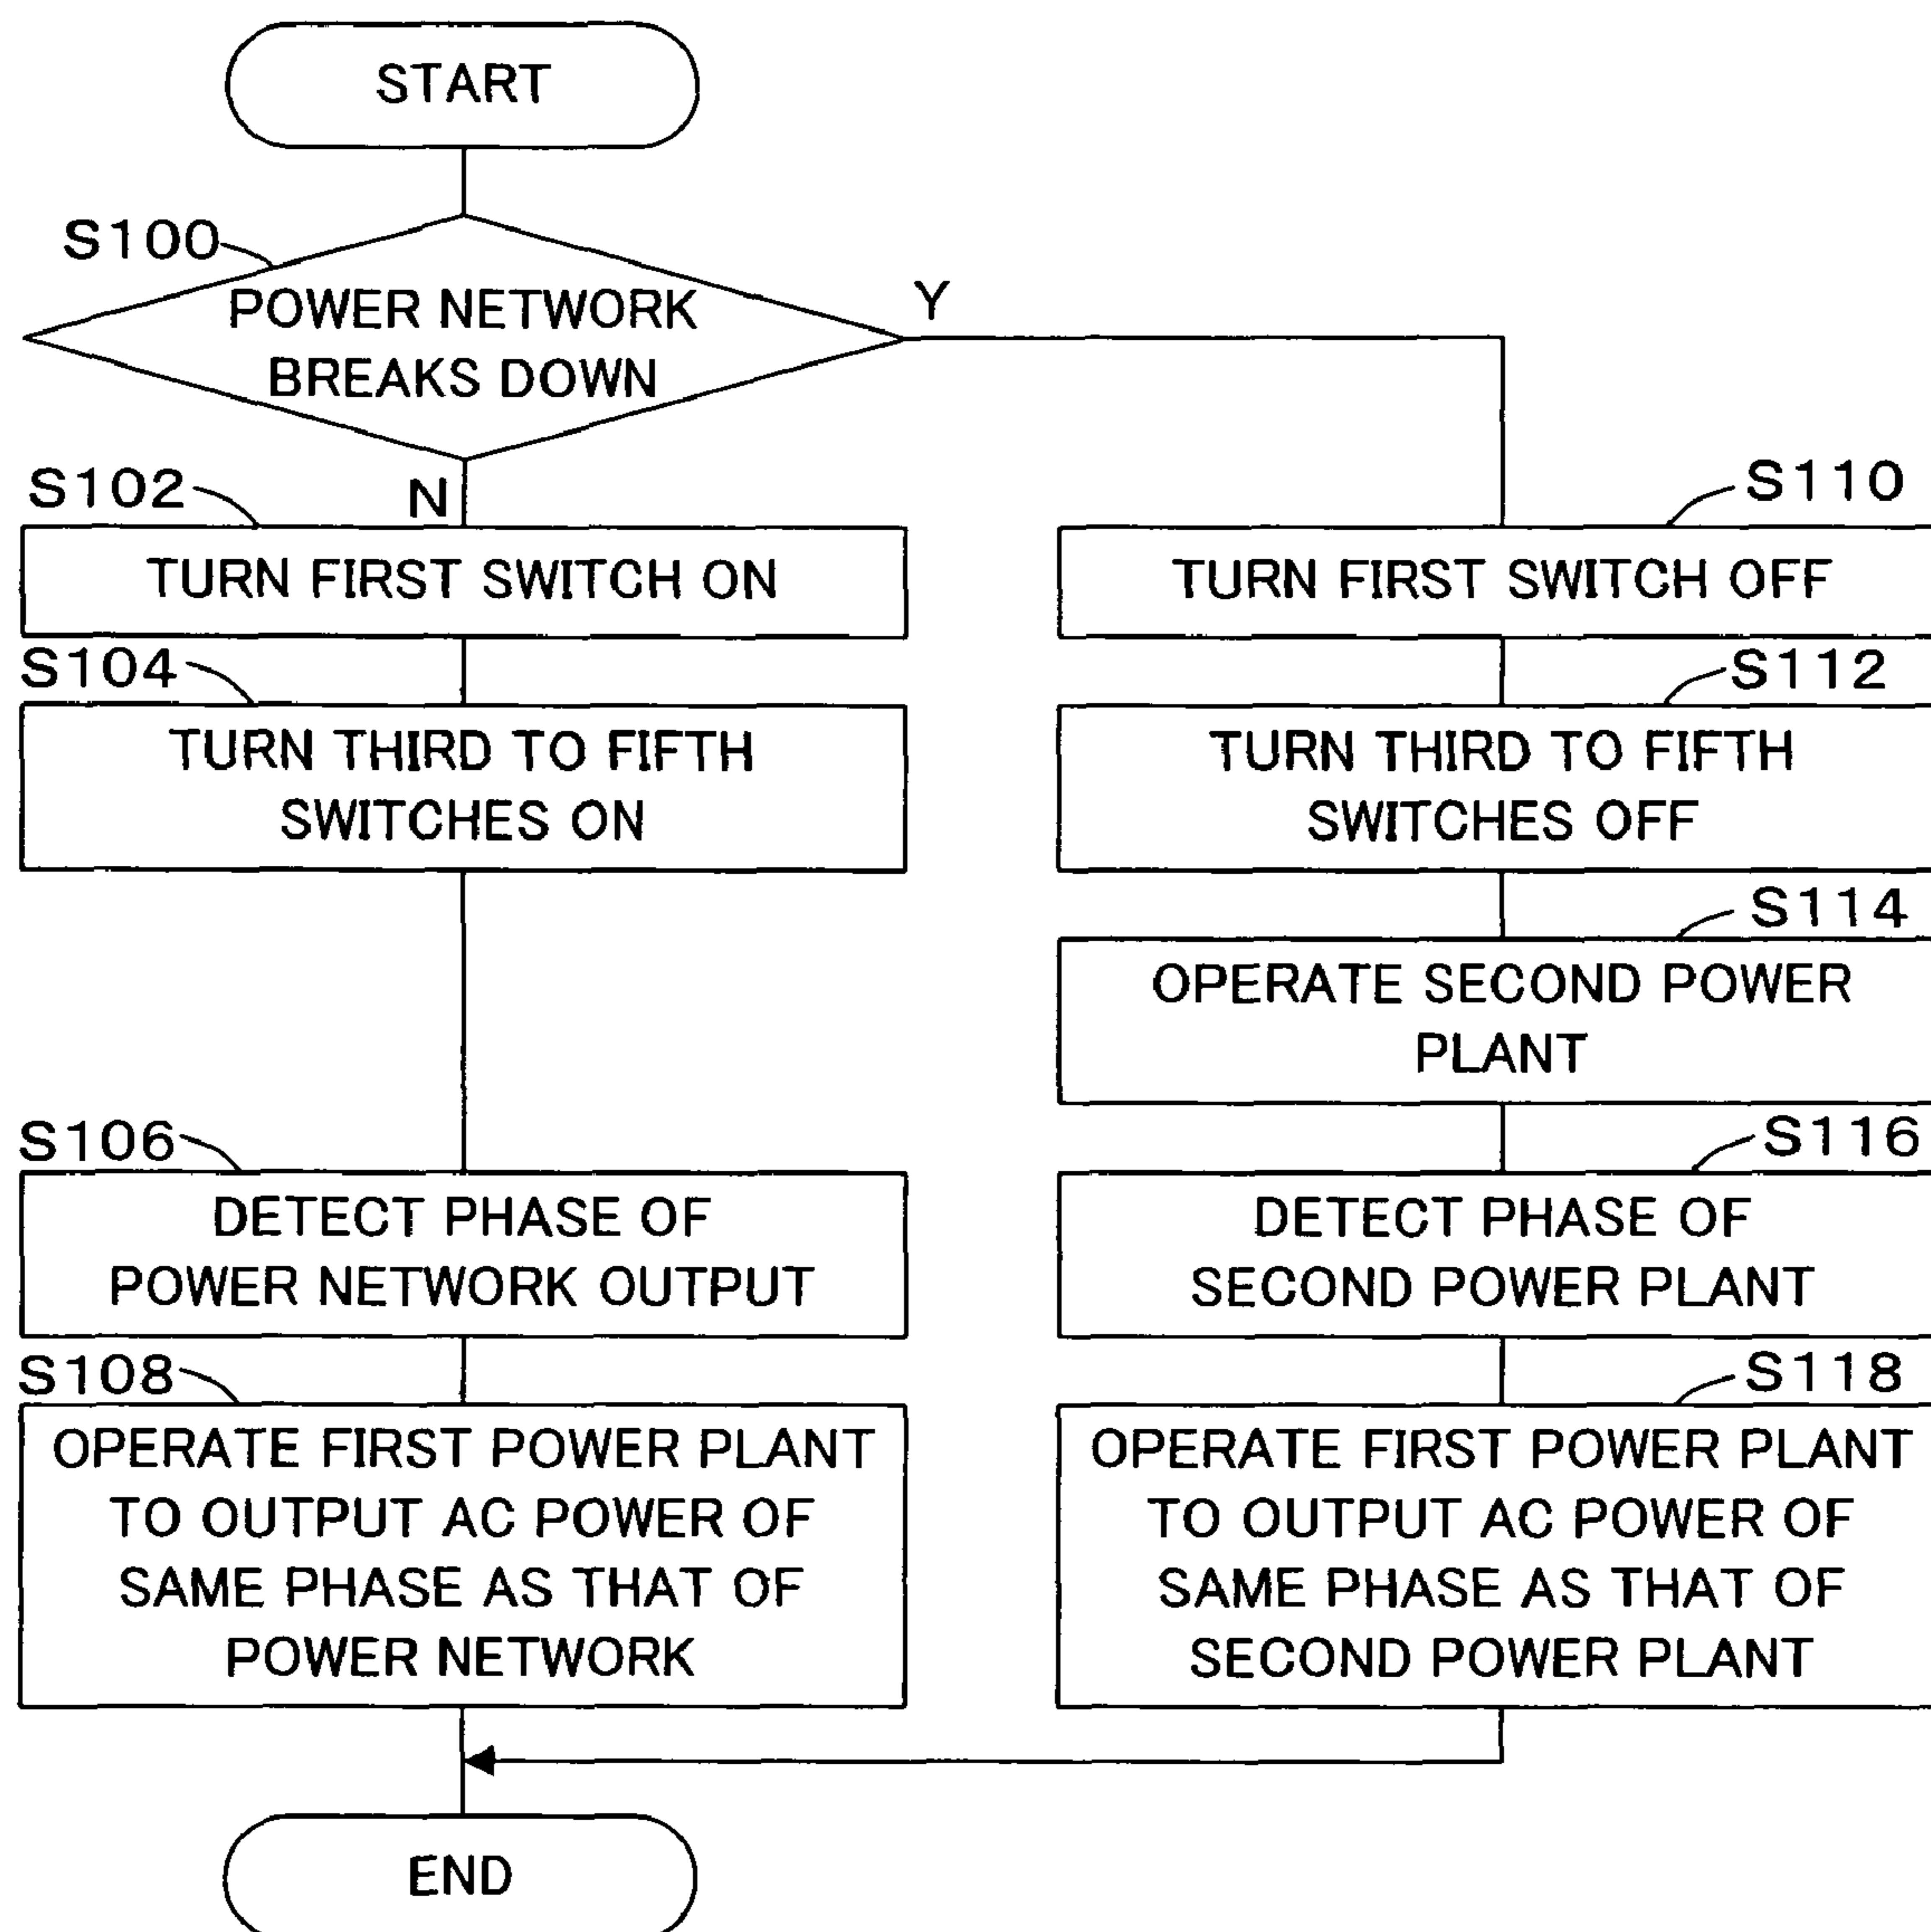 START
S100
POWER NETWORK
BREAKS DOWN
Y
N
S102
TURN FIRST SWITCH ON
S104
TURN THIRD TO FIFTH
SWITCHES ON
S106
DETECT PHASE OF
POWER NETWORK OUTPUT
S108
OPERATE FIRST POWER PLANT
TO OUTPUT AC POWER OF
SAME PHASE AS THAT OF
POWER NETWORK
S110
TURN FIRST SWITCH OFF
S112
TURN THIRD TO FIFTH
SWITCHES OFF
S114
OPERATE SECOND POWER
PLANT
S116
DETECT PHASE OF
SECOND POWER PLANT
S118
OPERATE FIRST POWER PLANT
TO OUTPUT AC POWER OF
SAME PHASE AS THAT OF
SECOND POWER PLANT
END